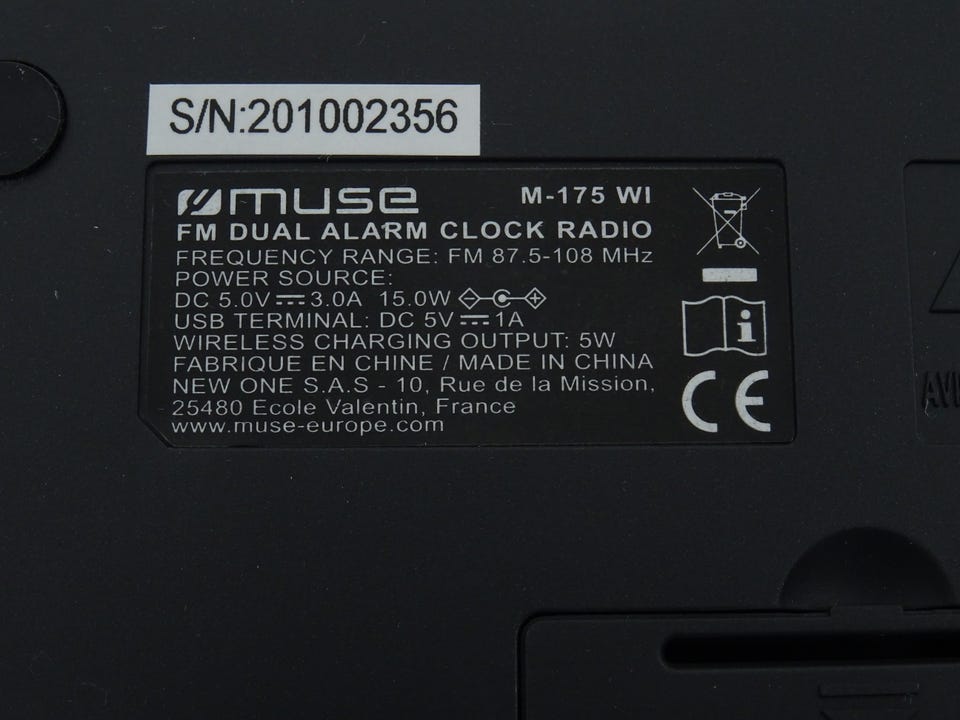 S/N:201002356
muse M-175 WI
FM DUAL ALARM CLOCK RADIO
FREQUENCY RANGE: FM 87.5-108 MHz
POWER SOURCE:
DC 5.0V⎓3.0A 15.0W
USB TERMINAL: DC 5V⎓1A
WIRELESS CHARGING OUTPUT: 5W
FABRIQUE EN CHINE / MADE IN CHINA
NEW ONE S.A.S - 10, Rue de la Mission,
25480 Ecole Valentin, France
www.muse-europe.com
CE